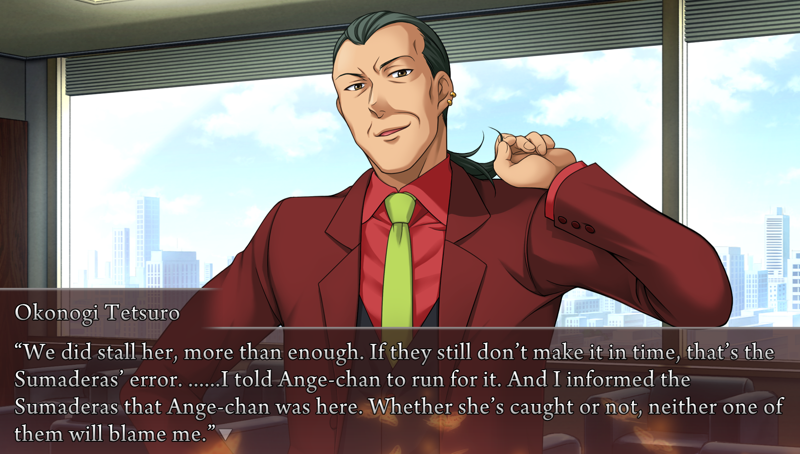 Okonogi Tetsuro
“We did stall her, more than enough. If they still don’t make it in time, that’s the
Sumaderas’ error. ......I told Ange-chan to run for it. And I informed the
Sumaderas that Ange-chan was here. Whether she’s caught or not, neither one of
them will blame me.”